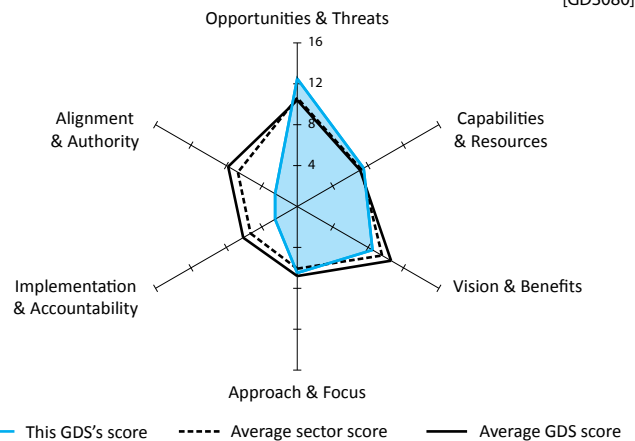 [GDS080]
Opportunities & Threats
16
12
8
4
Alignment
& Authority
Capabilities
& Resources
Implementation
& Accountability
Vision & Benefits
Approach & Focus
This GDS's score
Average sector score
Average GDS score